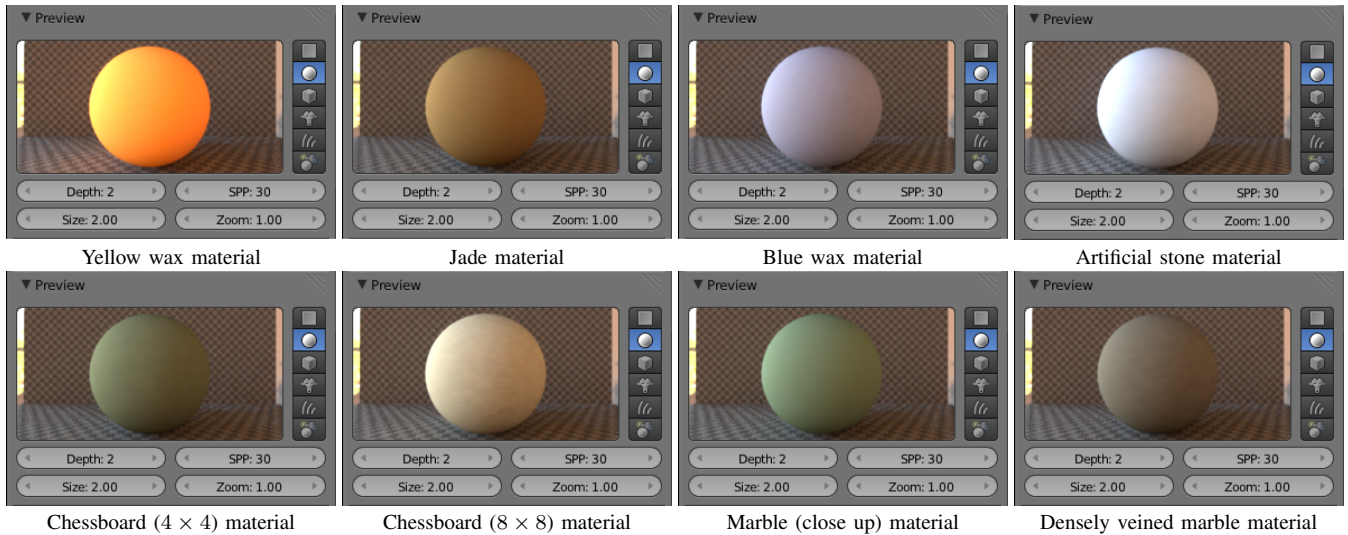 Preview Preview Preview Preview
Depth: 2 SPP: 30 Depth: 2 SPP: 30 Depth: 2 SPP: 30 Depth: 2 SPP: 30
Size: 2.00 Zoom: 1.00 Size: 2.00 Zoom: 1.00 Size: 2.00 Zoom: 1.00 Size: 2.00 Zoom: 1.00
Yellow wax material Jade material Blue wax material Artificial stone material
Preview Preview Preview Preview
Depth: 2 SPP: 30 Depth: 2 SPP: 30 Depth: 2 SPP: 30 Depth: 2 SPP: 30
Size: 2.00 Zoom: 1.00 Size: 2.00 Zoom: 1.00 Size: 2.00 Zoom: 1.00 Size: 2.00 Zoom: 1.00
Chessboard (4 × 4) material Chessboard (8 × 8) material Marble (close up) material Densely veined marble material